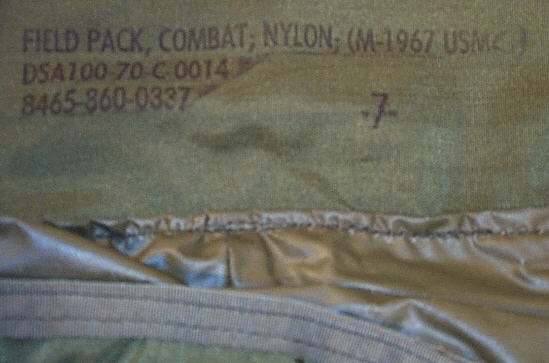 FIELD PACK, COMBAT, NYLON, (M-1967 USMC)
DSA100-70-C-0014
8465-860-0337
-7-